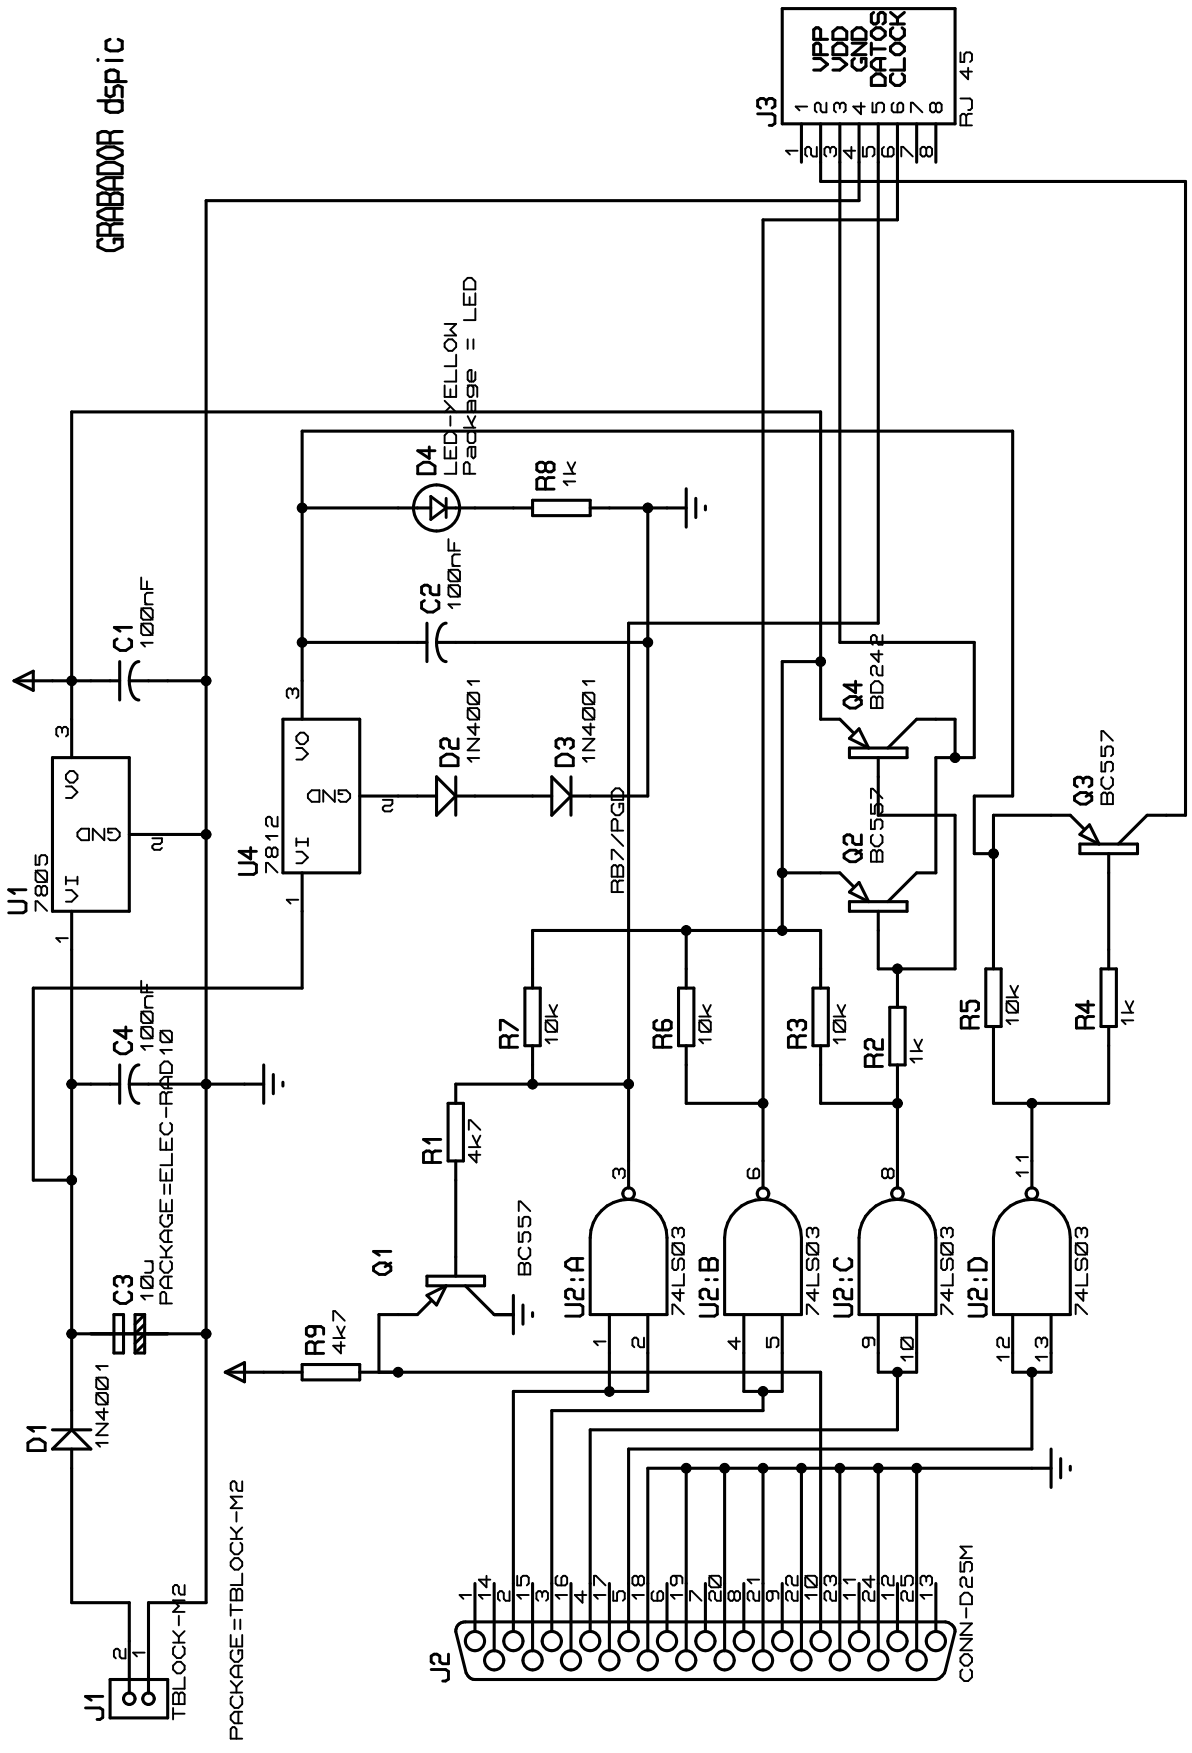 GRABADOR dspic
J1
TBLOCK-M2
PACKAGE=TBLOCK-M2
2
1
D1
1N4001
C3
10u
PACKAGE=ELEC-RAD10
C4
100nF
U1
7805
VI
VO
GND
1
3
2
C1
100nF
U4
7812
VI
VO
GND
1
3
2
D2
1N4001
D3
1N4001
C2
100nF
D4
LED-YELLOW
Package = LED
R8
1k
R9
4k7
Q1
BC557
R1
4k7
R7
10k
R6
10k
R3
10k
R2
1k
R5
10k
R4
1k
RB7/PGD
Q2
BC557
Q4
BD242
Q3
BC557
U2:A
74LS03
1
2
3
U2:B
74LS03
4
5
6
U2:C
74LS03
9
10
8
U2:D
74LS03
12
13
11
J2
CONN-D25M
1
14
2
15
3
16
4
17
5
18
6
19
7
20
8
21
9
22
10
23
11
24
12
25
13
J3
RJ 45
1
2
3
4
5
6
7
8
1
2 VPP
3 VDD
4 GND
5 DATOS
6 CLOCK
7
8